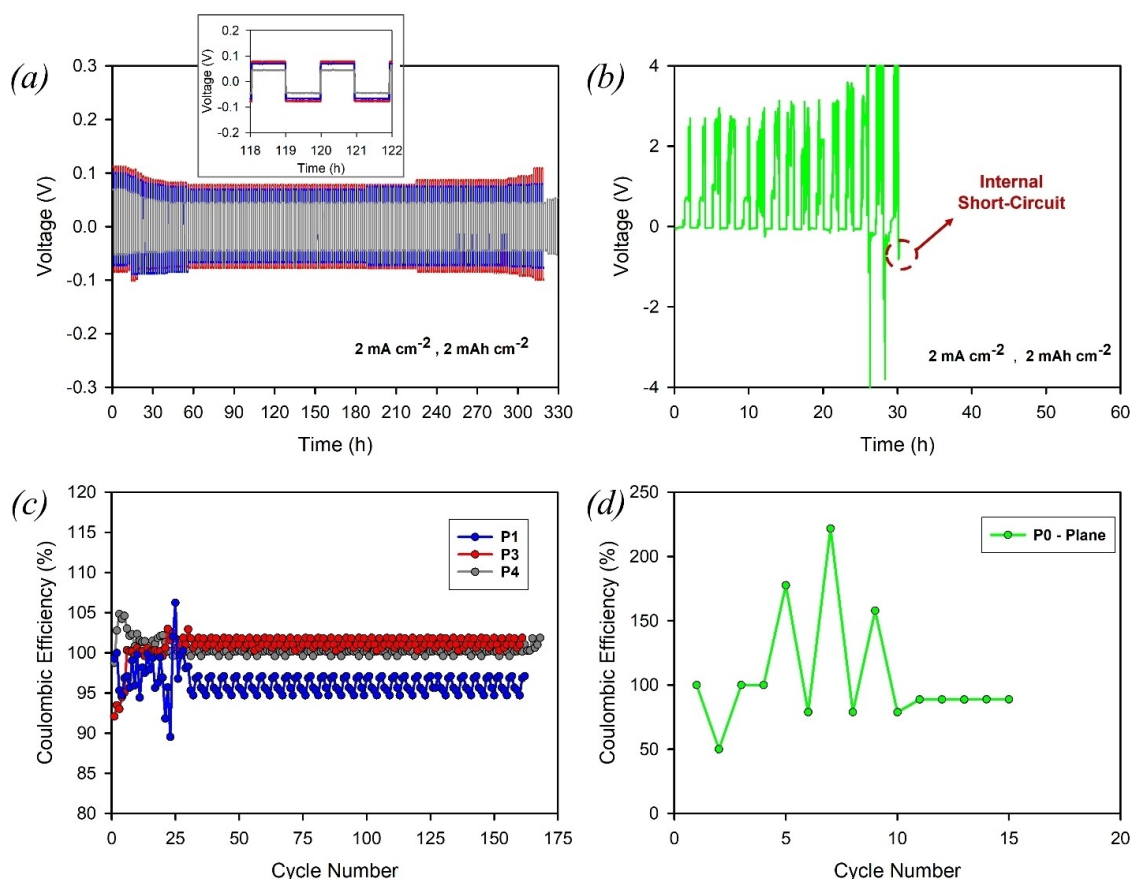 (a)
Voltage (V)
0.3
0.2
0.1
0.0
-0.1
-0.2
-0.3
0 30 60 90 120 150 180 210 240 270 300 330
Time (h)
2 mA cm-2 , 2 mAh cm-2
Voltage (V)
0.2
0.1
0.0
-0.1
-0.2
118 119 120 121 122
Time (h)
(b)
Voltage (V)
4
2
0
-2
-4
0 10 20 30 40 50 60
Time (h)
Internal
Short-Circuit
2 mA cm-2 , 2 mAh cm-2
(c)
Coulombic Efficiency (%)
120
115
110
105
100
95
90
85
80
0 25 50 75 100 125 150 175
Cycle Number
P1
P3
P4
(d)
Coulombic Efficiency (%)
250
200
150
100
50
0
0 5 10 15 20
Cycle Number
P0 - Plane